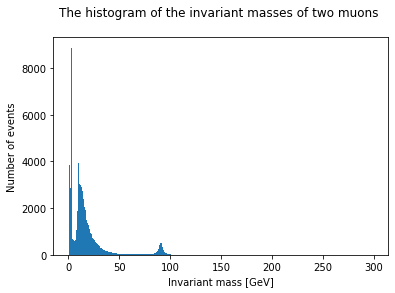 The histogram of the invariant masses of two muons
8000
6000
4000
2000
0
Number of events
0 50 100 150 200 250 300
Invariant mass [GeV]